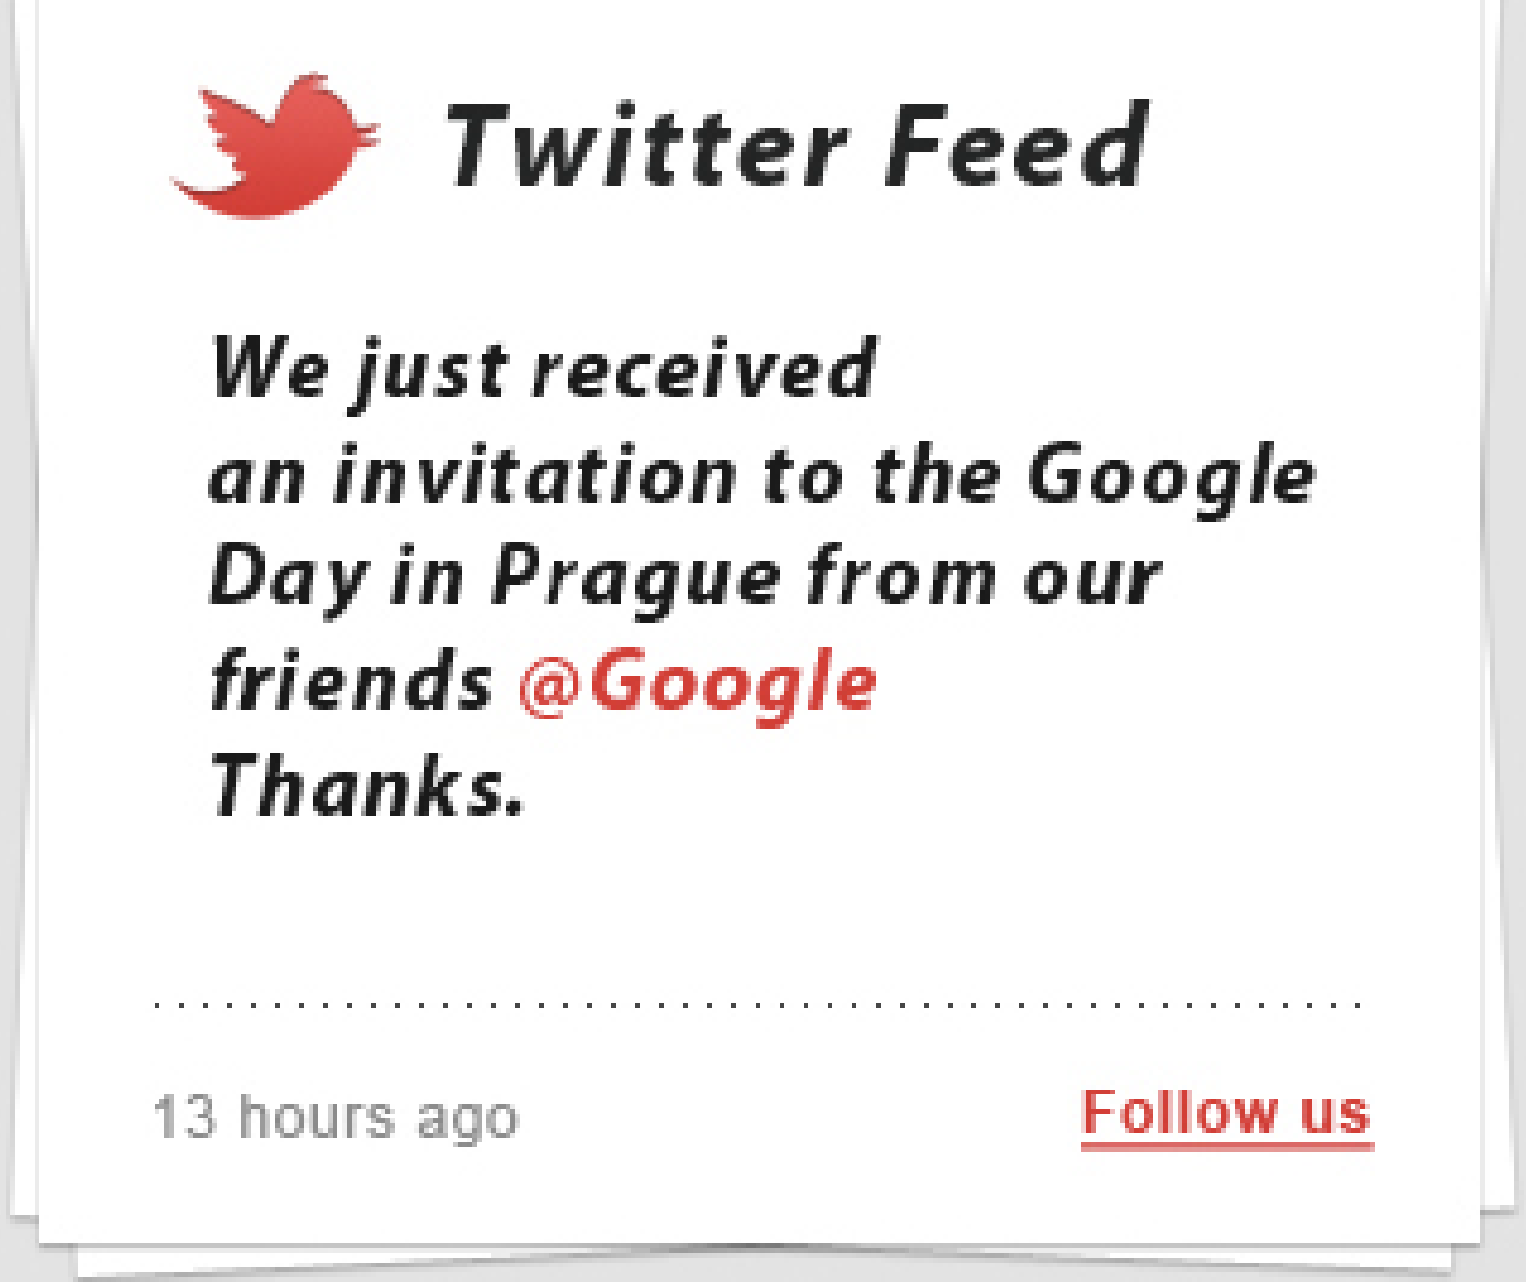 Twitter Feed
We just received
an invitation to the Google
Day in Prague from our
friends @Google
Thanks.
13 hours ago
Follow us